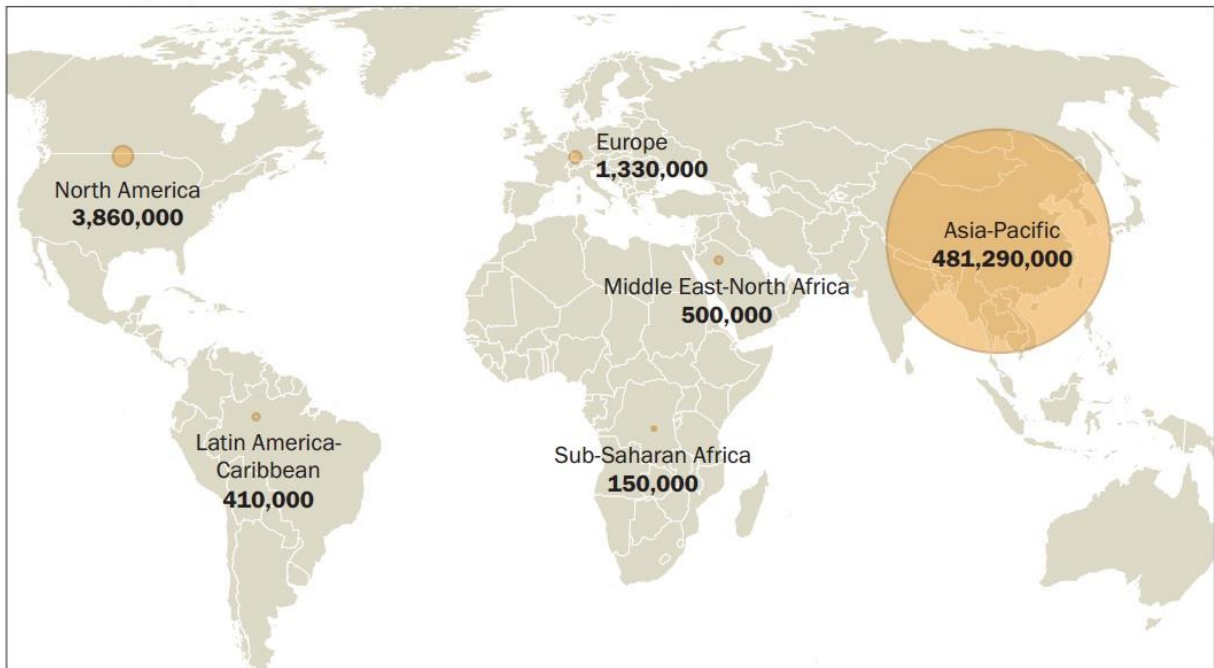 North America
3,860,000
Europe
1,330,000
Asia-Pacific
481,290,000
Middle East-North Africa
500,000
Latin America-
Caribbean
410,000
Sub-Saharan Africa
150,000